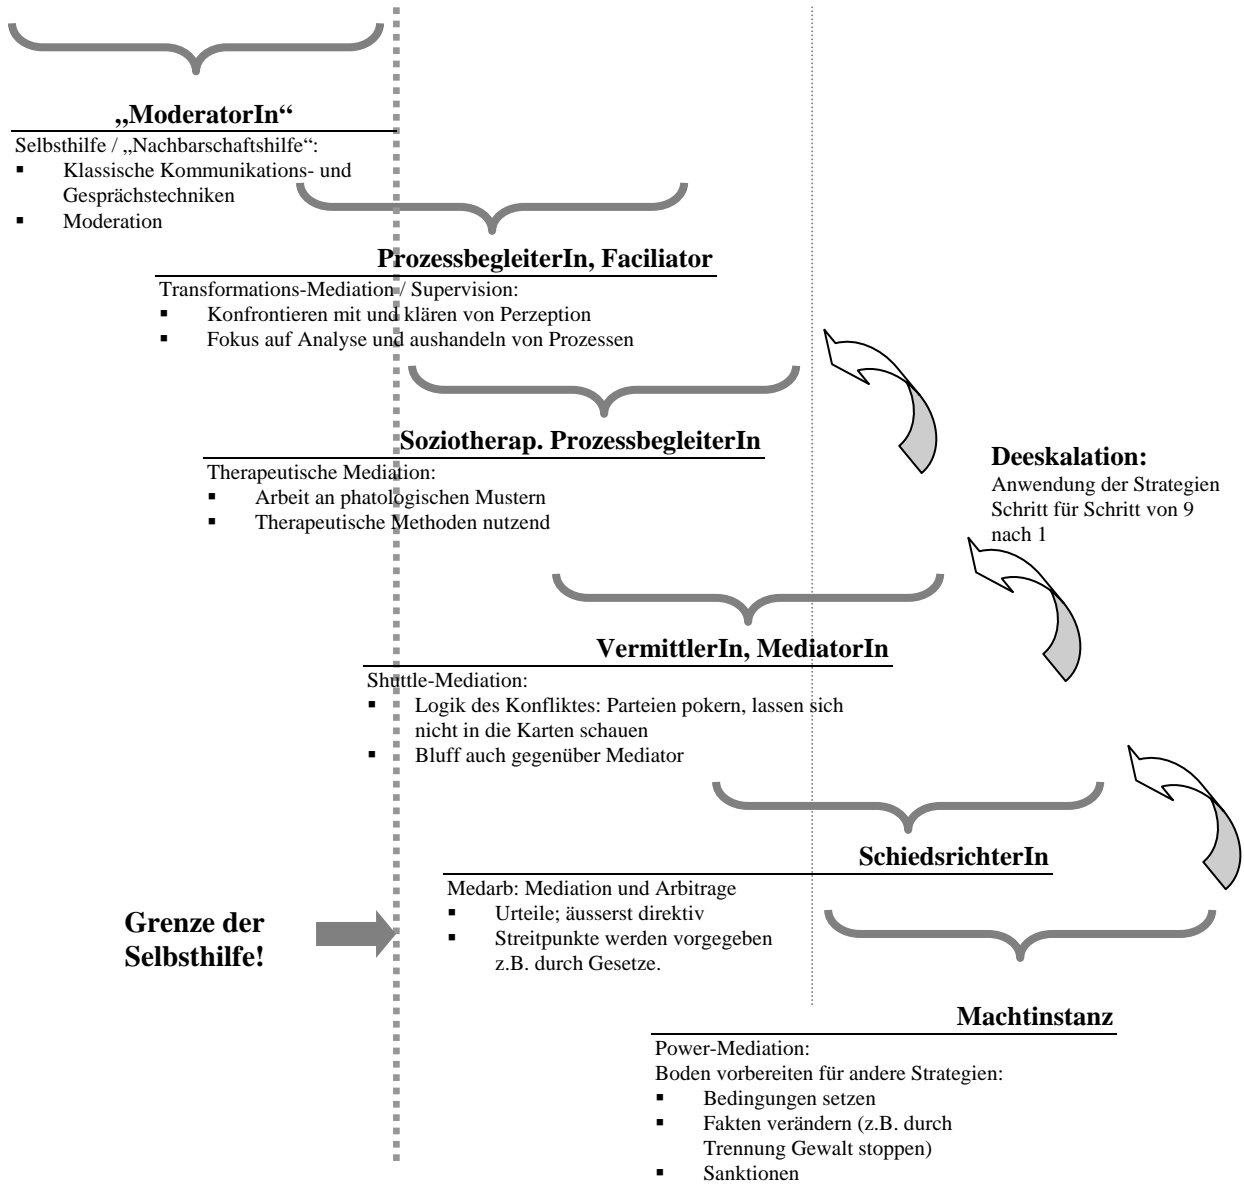 „ModeratorIn“
Selbsthilfe / „Nachbarschaftshilfe“:
▪ Klassische Kommunikations- und
Gesprächstechniken
▪ Moderation
ProzessbegleiterIn, Faciliator
Transformations-Mediation / Supervision:
▪ Konfrontieren mit und klären von Perzeption
▪ Fokus auf Analyse und aushandeln von Prozessen
Soziotherap. ProzessbegleiterIn
Therapeutische Mediation:
▪ Arbeit an phatologischen Mustern
▪ Therapeutische Methoden nutzend
Deeskalation:
Anwendung der Strategien
Schritt für Schritt von 9
nach 1
VermittlerIn, MediatorIn
Shuttle-Mediation:
▪ Logik des Konfliktes: Parteien pokern, lassen sich
nicht in die Karten schauen
▪ Bluff auch gegenüber Mediator
SchiedsrichterIn
Medarb: Mediation und Arbitrage
▪ Urteile; äusserst direktiv
▪ Streitpunkte werden vorgegeben
z.B. durch Gesetze.
Grenze der
Selbsthilfe!
Machtinstanz
Power-Mediation:
Boden vorbereiten für andere Strategien:
▪ Bedingungen setzen
▪ Fakten verändern (z.B. durch
Trennung Gewalt stoppen)
▪ Sanktionen